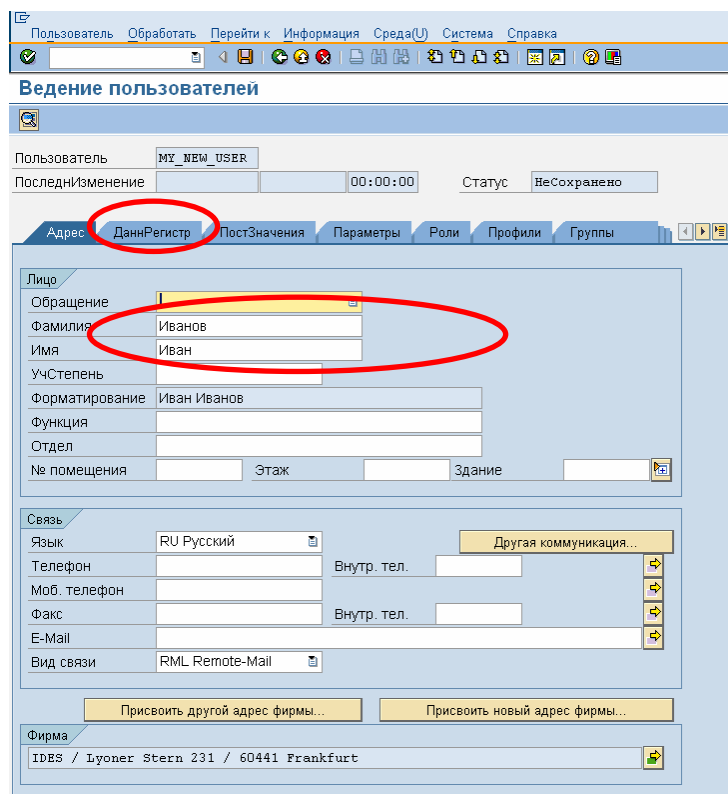 Пользователь Обработать Перейти к Информация Среда(U) Система Справка
Ведение пользователей
Пользователь MY_NEW_USER
ПоследнИзменение 00:00:00 Статус НеСохранено
Адрес ДаннРегистр ПостЗначения Параметры Роли Профили Группы
Лицо
Обращение
Фамилия Иванов
Имя Иван
УчСтепень
Форматирование Иван Иванов
Функция
Отдел
№ помещения Этаж Здание
Связь
Язык RU Русский Другая коммуникация...
Телефон Внутр. тел.
Моб. телефон
Факс Внутр. тел.
E-Mail
Вид связи RML Remote-Mail
Присвоить другой адрес фирмы... Присвоить новый адрес фирмы...
Фирма
IDES / Lyoner Stern 231 / 60441 Frankfurt